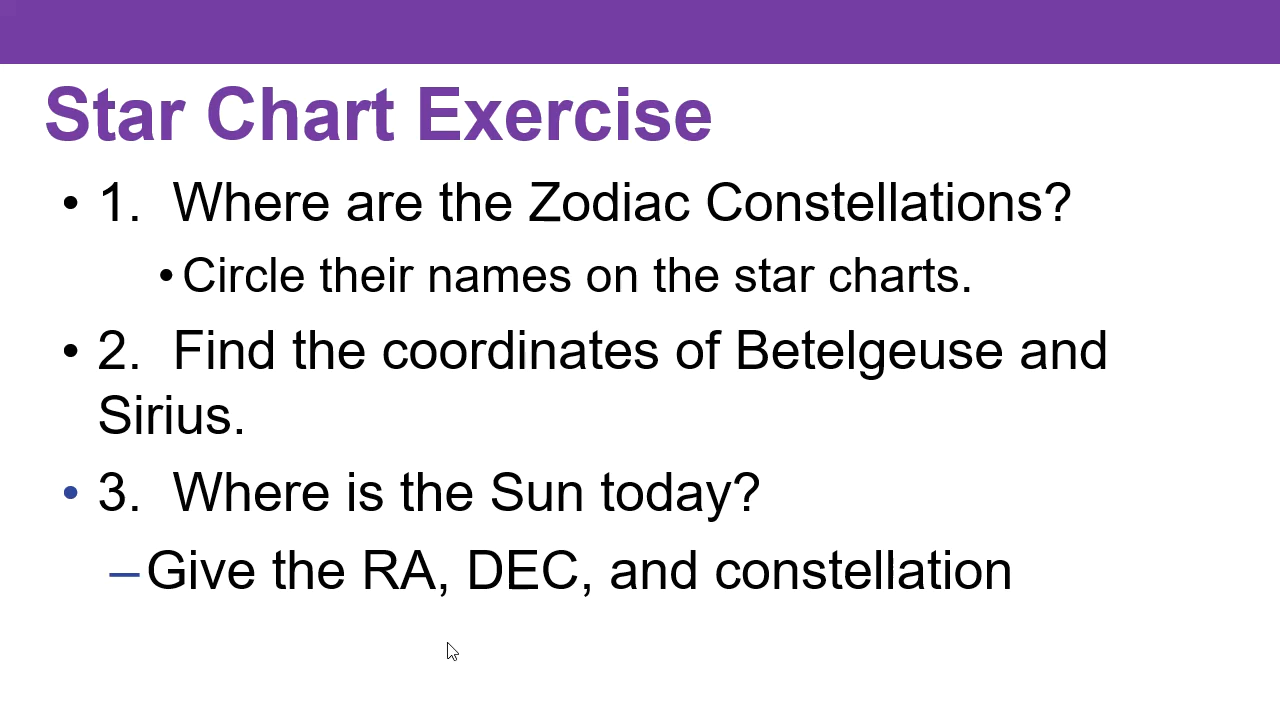 Star Chart Exercise
• 1.  Where are the Zodiac Constellations?
• Circle their names on the star charts.
• 2.  Find the coordinates of Betelgeuse and
Sirius.
• 3.  Where is the Sun today?
– Give the RA, DEC, and constellation